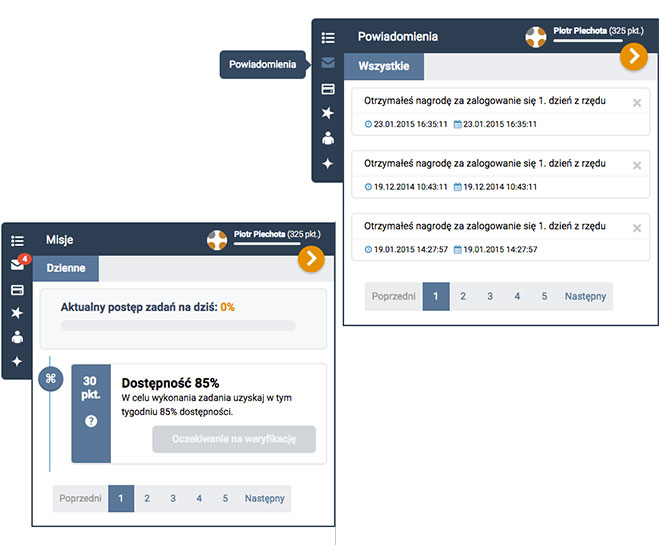 Powiadomienia
Powiadomienia
Piotr Piechota (325 pkt.)
Wszystkie
Otrzymałeś nagrodę za zalogowanie się 1. dzień z rzędu
23.01.2015 16:35:11 23.01.2015 16:35:11
Otrzymałeś nagrodę za zalogowanie się 1. dzień z rzędu
19.12.2014 10:43:11 19.12.2014 10:43:11
Otrzymałeś nagrodę za zalogowanie się 1. dzień z rzędu
19.01.2015 14:27:57 19.01.2015 14:27:57
Poprzedni 1 2 3 4 5 Następny
Misje
Piotr Piechota (325 pkt.)
4
Dzienne
Aktualny postęp zadań na dziś: 0%
30
pkt.
?
Dostępność 85%
W celu wykonania zadania uzyskaj w tym
tygodniu 85% dostępności.
Oczekiwanie na weryfikację
Poprzedni 1 2 3 4 5 Następny